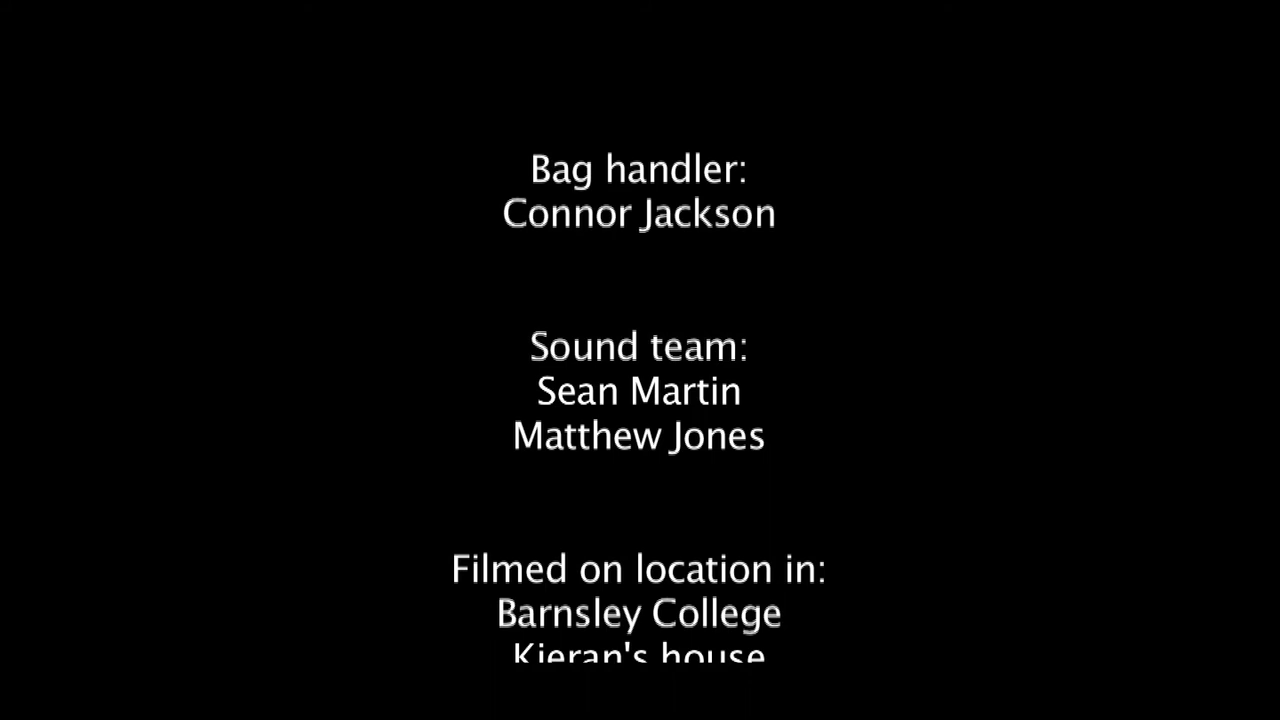 Bag handler:
Connor Jackson
Sound team:
Sean Martin
Matthew Jones
Filmed on location in:
Barnsley College
Kieran's house